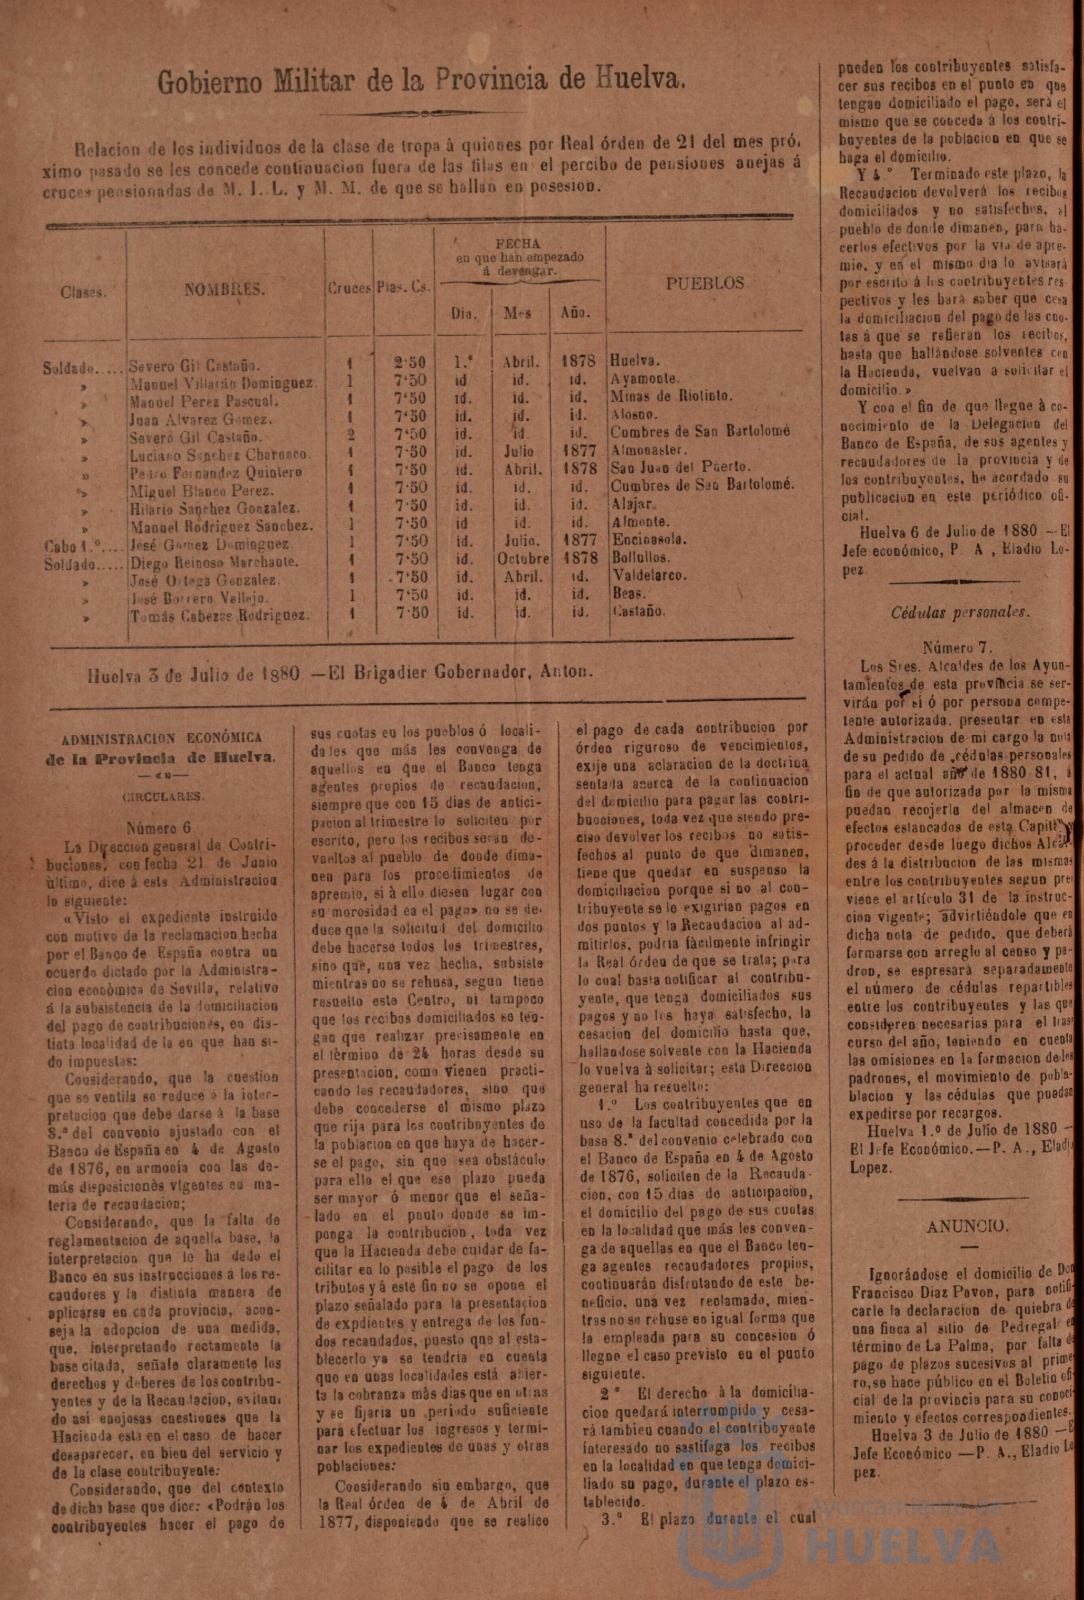 Gobierno Militar de la Provincia de Huelva.
Relacion de los individuos de la clase de tropa à quienes por Real órden de 21 del mes pró-
ximo pasado se les concede continuacion fuera de las filas en el percibo de pensiones anejas á
cruces pensionadas de M. I. L. y M. M. de que se hallan en posesion.
Clases. NOMBRES. Cruces Ptas. Cs. FECHA en que han empezado á devengar. PUEBLOS
Dia. Mes Año.
Soldado..... Severo Gil Castaño. 1 2'50 1.º Abril. 1878 Huelva.
» Manuel Villarán Dominguez. 1 7'50 id id. id. Ayamonte.
» Manuel Perez Pascual. 1 7'50 id. id. id. Minas de Riotinto.
» Juan Alvarez Gomez. 1 7'50 id. id. id. Alosno.
» Severo Gil Castaño. 2 7'50 id. id id. Cumbres de San Bartolomé
» Luciano Sanchez 1 7'50 id. Julio 1877 Almonaster.
» Pedro Fernandez Quintero 1 7'50 id. Abril. 1878 San Juan del Puerto.
» Miguel Blanco Perez. 1 7'50 id. id. id. Cumbres de San Bartolomé.
» Hilario Sanchez Gonzalez. 1 7'50 id. id. id. Alajar.
» Manuel Rodriguez Sanchez. 1 7'50 id id. id. Almonte.
Cabo 1.º.... José Gomez Dominguez 1 7'50 id. Julio. 1877 Encinasola.
Soldado..... Diego Reinoso Marchante. 1 7'50 id. Octubre 1878 Bollullos.
» José Ortega Gonzalez. 1 7'50 id. Abril. id. Valdelarco.
» José Borrero Vallejo. 1 7'50 id. id. id. Beas.
» Tomás Cabezas Rodriguez. 1 7'50 id. id. id. Castaño.
Huelva 3 de Julio de 1880 —El Brigadier Gobernador, Anton.
ADMINISTRACION ECONÓMICA
de la Provincia de Huelva.
—«»—
CIRCULARES.
Número 6
La Direccion general de Contri-
buciones, con fecha 21 de Junio
último, dice á esta Administracion
lo siguiente:
«Visto el expediente instruido
con motivo de la reclamacion hecha
por el Banco de España contra un
acuerdo dictado por la Administra-
cion económica de Sevilla, relativo
á la subsistencia de la domiciliacion
del pago de contribuciones, en dis-
tinta localidad de la en que han si-
do impuestas:
Considerando, que la cuestion
que se ventila se reduce á la inter-
pretacion que debe darse á la base
8.ª del convenio ajustado con el
Banco de España en 4 de Agosto
de 1876, en armonía con las de-
más disposiciones vigentes en ma-
teria de recaudacion;
Considerando, que la falta de
reglamentacion de aquella base, la
interpretacion que le ha dado el
Banco en sus instrucciones á los re-
caudores y la distinta manera de
aplicarse en cada provincia, acon-
seja la adopcion de una medida,
que, interpretando rectamente la
base citada, señale claramente los
derechos y deberes de los contribu-
yentes y de la Recaudacion, evitan-
do así enojosas cuestiones que la
Hacienda está en el caso de hacer
desaparecer, en bien del servicio y
de la clase contribuyente:
Considerando, que del contexto
de dicha base que dice: «Podrán los
contribuyentes hacer el pago de
sus cuotas en los pueblos ó locali-
dades que más les convenga de
aquellos en que el Banco tenga
agentes propios de recaudacion,
siempre que con 15 dias de antici-
pacion al trimestre lo soliciten por
escrito, pero los recibos serán de-
vueltos al pueblo de donde dima-
nen para los procedimientos de
apremio, si á ello diesen lugar con
su morosidad en el pago» no se de-
duce que la solicitud del domicilio
debe hacerse todos los trimestres,
sino que, una vez hecha, subsiste
mientras no se rehusa, segun tiene
resuelto este Centro, ni tampoco
que los recibos domiciliados se ten-
gan que realizar precisamente en
el término de 24 horas desde su
presentacion, como vienen practi-
cando los recaudadores, sino que
debe concederse el mismo plazo
que rija para los contribuyentes de
la poblacion en que haya de hacer-
se el pago, sin que sea obstáculo
para ello el que ese plazo pueda
ser mayor ó menor que el seña-
lado en el punto donde se im-
ponga la contribucion, toda vez
que la Hacienda debe cuidar de fa-
cilitar en lo posible el pago de los
tributos y á este fin no se opone el
plazo señalado para la presentacion
de expdientes y entrega de los fon-
dos recaudados, puesto que al esta-
blecerlo ya se tendria en cuenta
que en unas localidades está abier-
ta la cobranza más dias que en otras
y se fijaria un periodo suficiente
para efectuar los ingresos y termi-
nar los expedientes de unas y otras
poblaciones:
Considerando sin embargo, que
la Real órden de 4 de Abril de
1877, disponiendo que se realice
el pago de cada contribucion por
órden riguroso de vencimientos,
exije una aclaracion de la doctrina
sentada acerca de la continuacion
del domicilio para pagar las contri-
buciones, toda vez que siendo pre-
ciso devolver los recibos no satis-
fechos al punto de que dimanen,
tiene que quedar en suspenso la
domiciliacion porque si no al con-
tribuyente se le exigirian pagos en
dos puntos y la Recaudacion al ad-
mitirlos, podria fácilmente infringir
la Real órden de que se trata; para
lo cual basta notificar al contribu-
yente, que tenga domiciliados sus
pagos y no los haya satisfecho, la
cesacion del domicilio hasta que,
hallandose solvente con la Hacienda
lo vuelva á solicitar; esta Direccion
general ha resuelto:
1.º Los contribuyentes que en
uso de la facultad concedida por la
base 8.ª del convenio celebrado con
el Banco de España en 4 de Agosto
de 1876, soliciten de la Recauda
cion, con 15 dias de anticipacion,
el domicilio del pago de sus cuotas
en la localidad que más les conven-
ga de aquellas en que el Banco ten-
ga agentes recaudadores propios,
continuarán disfrutando de este be-
neficio, una vez reclamado, mien-
tras no se rehuse en igual forma que
la empleada para su concesion ó
llegue el caso previsto en el punto
siguiente.
2.º El derecho à la domicilia-
cion quedará interrumpido y cesa-
rá tambien cuando el contribuyente
interesado no sastifaga los recibos
en la localidad en que tenga domici-
liado su pago, durante el plazo es-
tablecido.
3.º El plazo durante el cual
pueden los contribuyentes satisfa-
cer sus recibos en el punto en que
tengan domiciliado el pago, será el
mismo que se conceda á los contri-
buyentes de la poblacion en que se
haga el domicilio.
Y 4.º Terminado este plazo, la
Recaudacion devolverá los recibos
domiciliados y no satisfechos, al
pueblo de donde dimanen, para ha-
cerlos efectivos por la via de apre-
mio, y en el mismo dia lo avisará
por escrito á los contribuyentes res-
pectivos y les hará saber que cesa
la domiciliacion del pago de las cuo-
tas á que se refieran los recibos,
hasta que hallándose solventes con
la Hacienda, vuelvan a solicitar el
domicilio.»
Y con el fin de que llegue à co-
nocimiento de la Delegacion del
Banco de España, de sus agentes y
recaudadores de la provincia y de
los contribuyentes, he acordado su
publicacion en este periódico ofi-
cial.
Huelva 6 de Julio de 1880 —El
Jefe económico, P. A , Eladio Lo-
pez.
Cédulas personales.
Número 7.
Los Sres. Alcaldes de los Ayun-
tamientos de esta provincia se ser-
virán por sí ó por persona compe-
tente autorizada, presentar en esta
Administracion de mi cargo la nota
de su pedido de cédulas personales
para el actual año de 1880 81, á
fin de que autorizada por la misma
puedan recojerla del almacen de
efectos estancados de esta Capital y
proceder desde luego dichos Alcal-
des á la distribucion de las mismas
entre los contribuyentes segun pre
viene el artículo 31 de la instruc-
cion vigente; advirtiéndole que en
dicha nota de pedido, que deberá
formarse con arreglo al censo y pa-
dron, se espresará separadamente
el número de cédulas repartibles
entre los contribuyentes y las que
consideren necesarias para el tras
curso del año, teniendo en cuenta
las omisiones en la formacion de los
padrones, el movimiento de pobla-
blacion y las cédulas que puedan
expedirse por recargos.
Huelva 1.º de Julio de 1880.—
El Jefe Económico.—P. A., Eladio
Lopez.
ANUNCIO.
Ignorándose el domicilio de Don
Francisco Diaz Pavon, para notifi-
carle la declaracion de quiebra de
una finca al sitio de Pedregal en
término de La Palma, por falta de
pago de plazos sucesivos al prime-
ro, se hace público en el Boletin ofi-
cial de la provincia para su conoci-
miento y efectos correspondientes.
Huelva 3 de Julio de 1880 —E
Jefe Económico —P. A., Eladio Lo
pez.
Ayuntamiento de
HUELVA